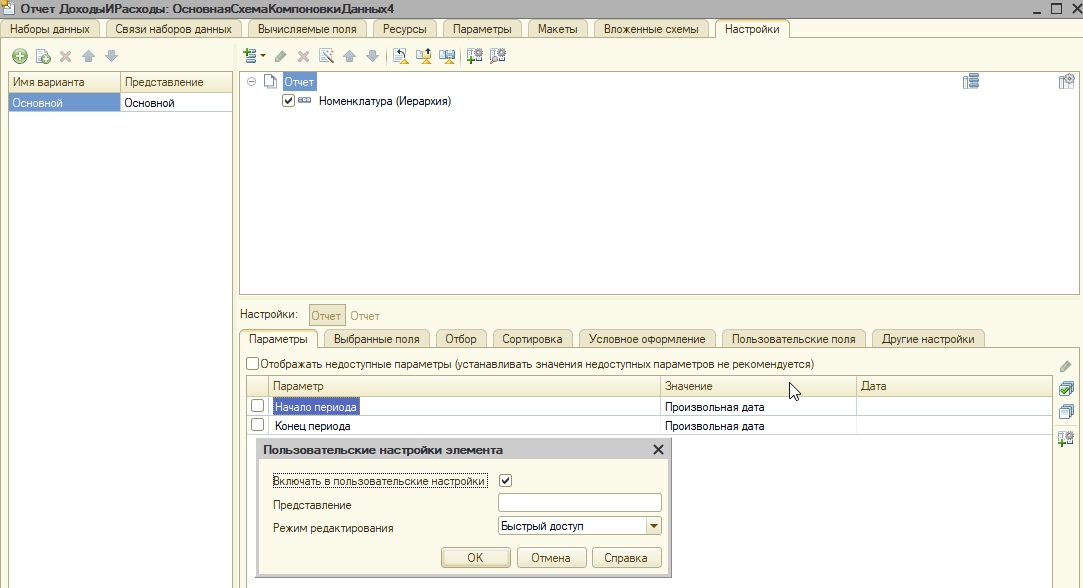 Отчет ДоходыИРасходы: ОсновнаяСхемаКомпоновкиДанных4
Наборы данных Связи наборов данных Вычисляемые поля Ресурсы Параметры Макеты Вложенные схемы Настройки
Имя варианта Представление
Основной Основной
Отчет
Номенклатура (Иерархия)
Настройки: Отчет Отчет
Параметры Выбранные поля Отбор Сортировка Условное оформление Пользовательские поля Другие настройки
Отображать недоступные параметры (устанавливать значения недоступных параметров не рекомендуется)
Параметр Значение Дата
Начало периода Произвольная дата
Конец периода Произвольная дата
Пользовательские настройки элемента
Включать в пользовательские настройки
Представление
Режим редактирования Быстрый доступ
OK Отмена Справка